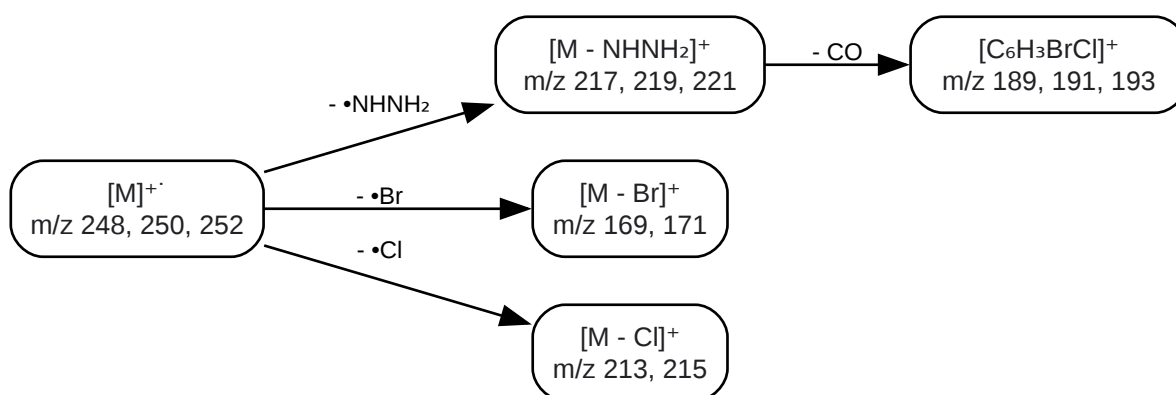 [M - NHNH₂]⁺
m/z 217, 219, 221
- CO
[C₆H₃BrCl]⁺
m/z 189, 191, 193
- •NHNH₂
[M]⁺˙
m/z 248, 250, 252
- •Br
[M - Br]⁺
m/z 169, 171
- •Cl
[M - Cl]⁺
m/z 213, 215